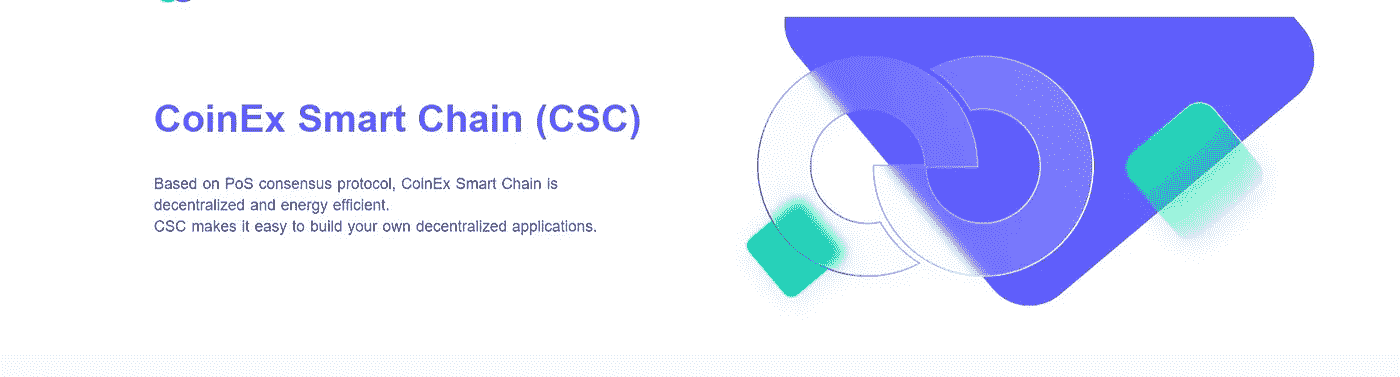 CoinEx Smart Chain (CSC)
Based on PoS consensus protocol, CoinEx Smart Chain is
decentralized and energy efficient.
CSC makes it easy to build your own decentralized applications.